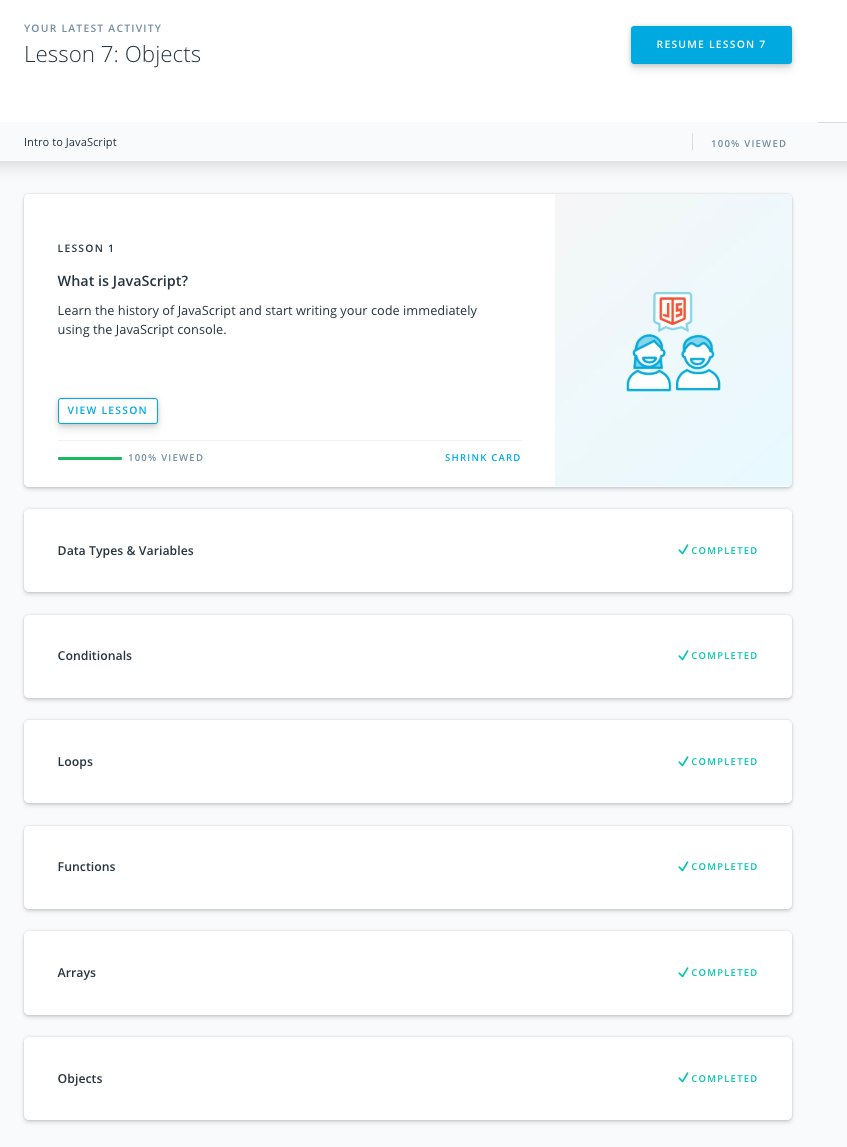 YOUR LATEST ACTIVITY
Lesson 7: Objects
RESUME LESSON 7
Intro to JavaScript
100% VIEWED
LESSON 1
What is JavaScript?
Learn the history of JavaScript and start writing your code immediately
using the JavaScript console.
JS
VIEW LESSON
100% VIEWED
SHRINK CARD
Data Types & Variables
COMPLETED
Conditionals
COMPLETED
Loops
COMPLETED
Functions
COMPLETED
Arrays
COMPLETED
Objects
COMPLETED